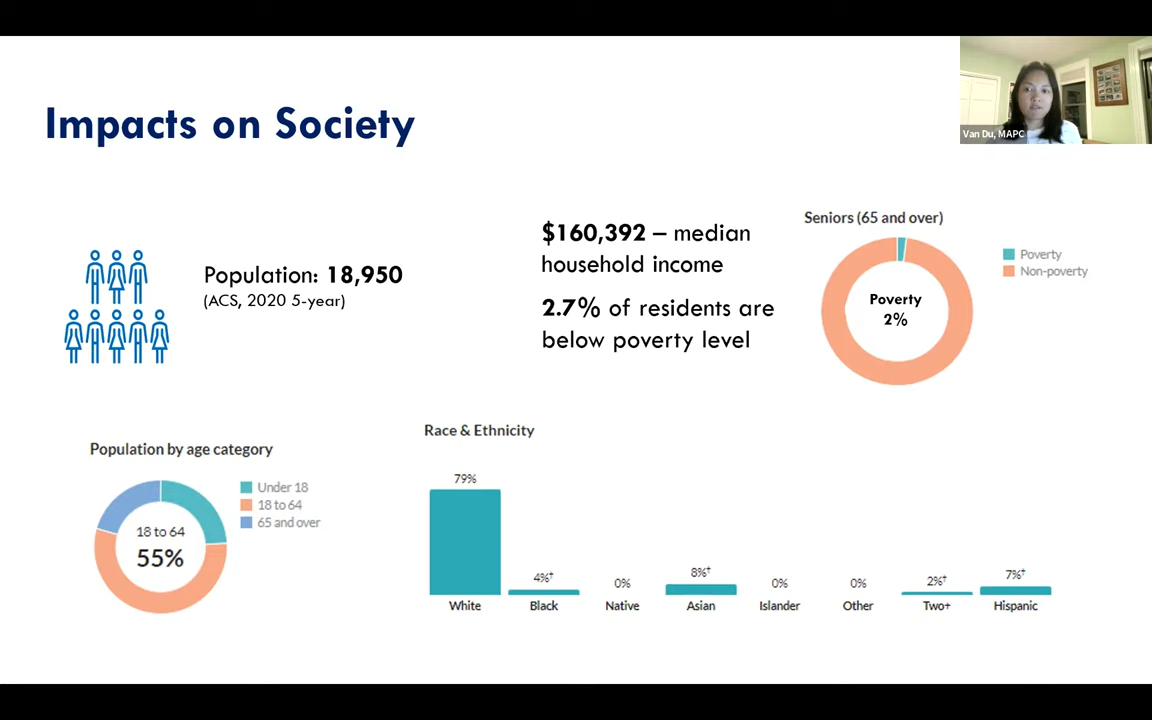 Impacts on Society
Van Du, MAPC
Population: 18,950
(ACS, 2020 5-year)
$160,392 – median
household income
2.7% of residents are
below poverty level
Seniors (65 and over)
Poverty
Non-poverty
Poverty
2%
Population by age category
Under 18
18 to 64
65 and over
18 to 64
55%
Race & Ethnicity
79%
4%†
0%
8%†
0%
0%
2%†
7%†
White
Black
Native
Asian
Islander
Other
Two+
Hispanic